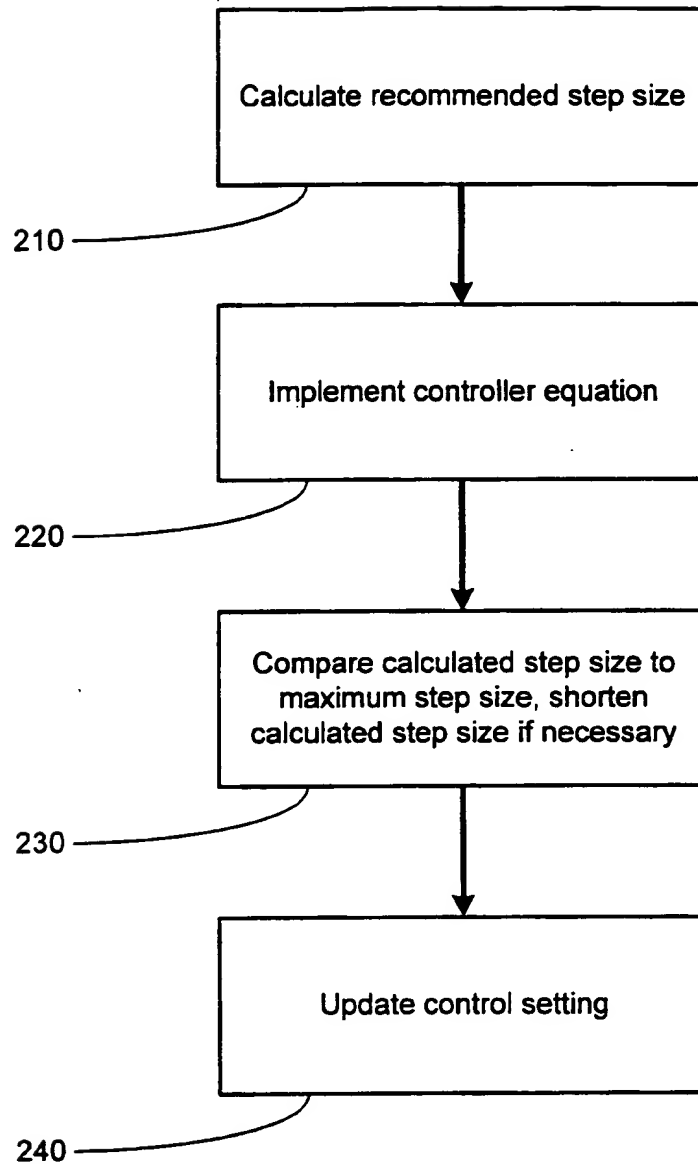 Calculate recommended step size
210
Implement controller equation
220
Compare calculated step size to
maximum step size, shorten
calculated step size if necessary
230
Update control setting
240